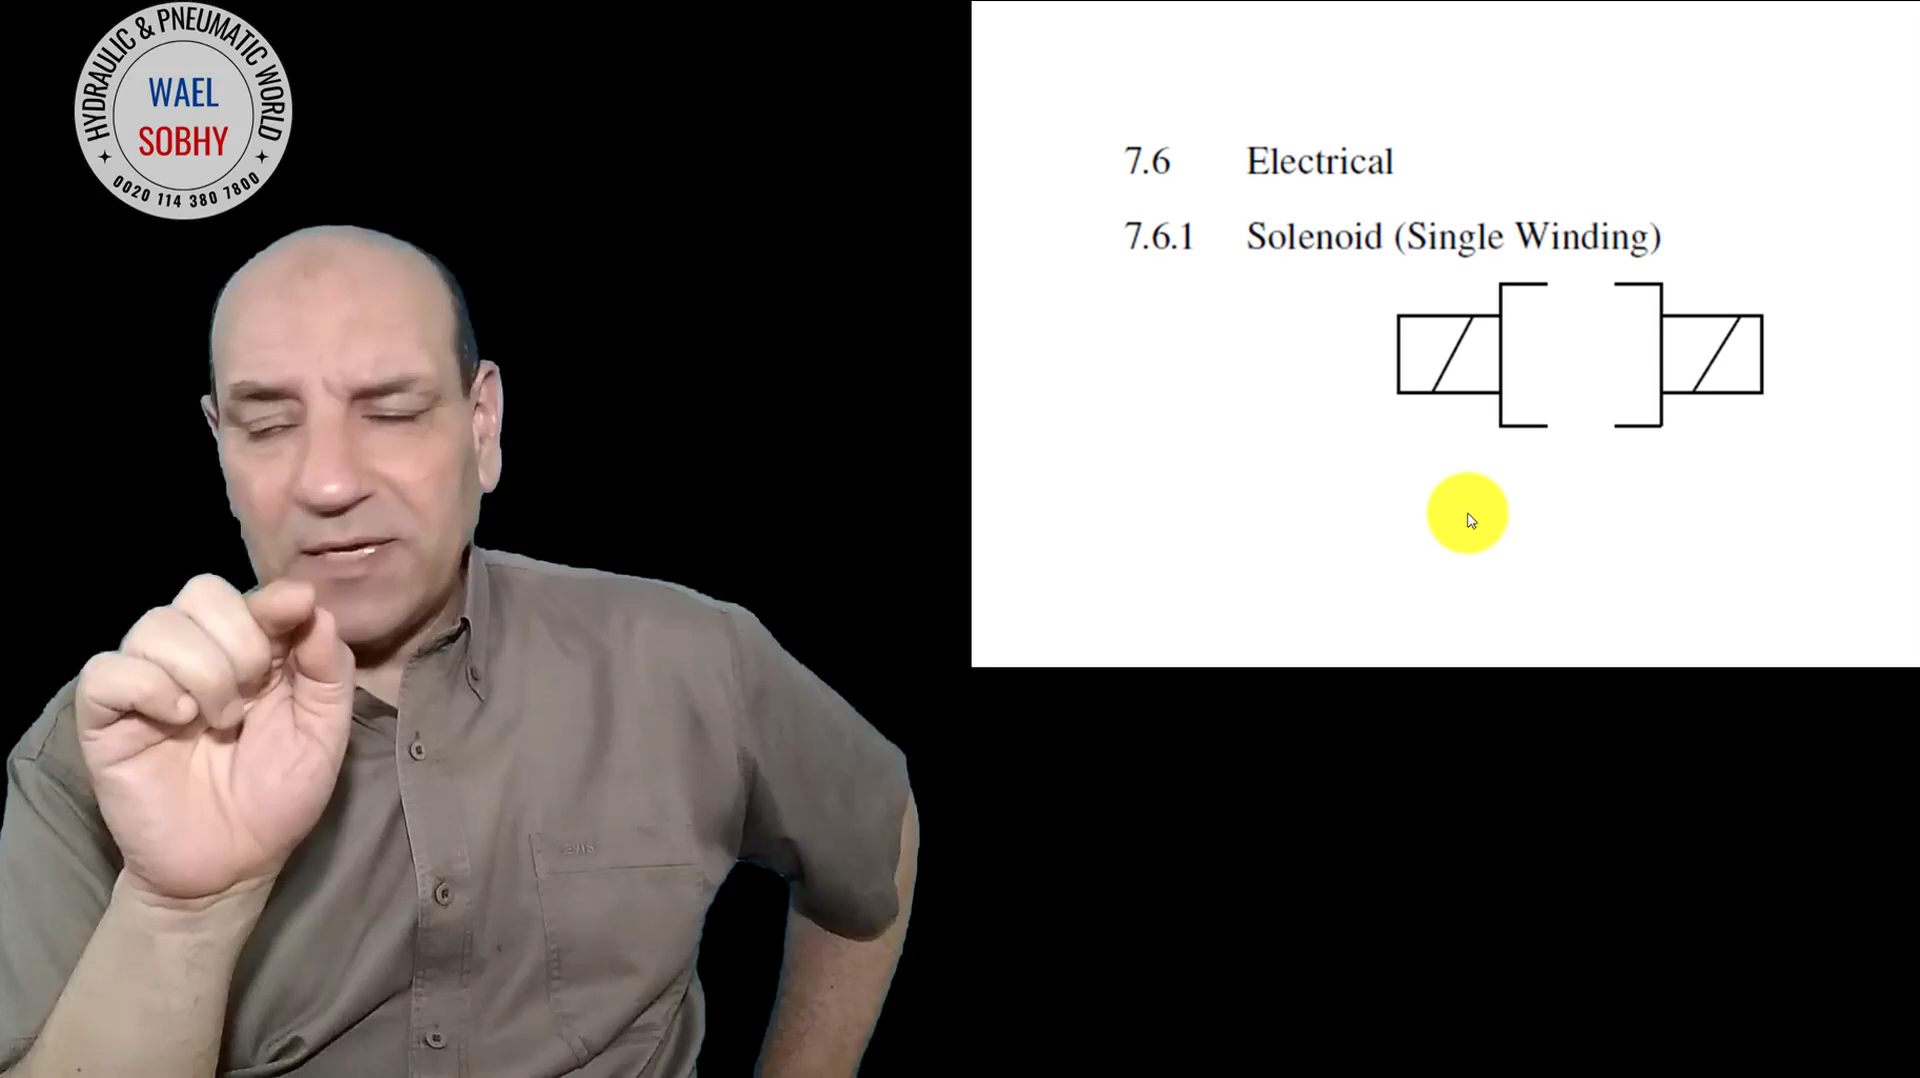 HYDRAULIC & PNEUMATIC WORLD
WAEL
SOBHY
0020 114 380 7800
7.6 Electrical
7.6.1 Solenoid (Single Winding)